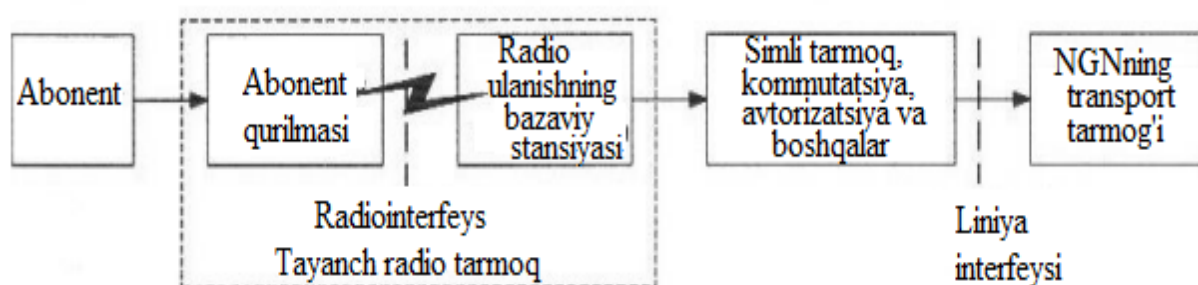 Abonent
Abonent
qurilmasi
Radio
ulanishning
bazaviy
stansiyasi
Simli tarmoq,
kommutatsiya,
avtorizatsiya va
boshqalar
NGNning
transport
tarmog'i
Radiointerfeys
Tayanch radio tarmoq
Liniya
interfeysi